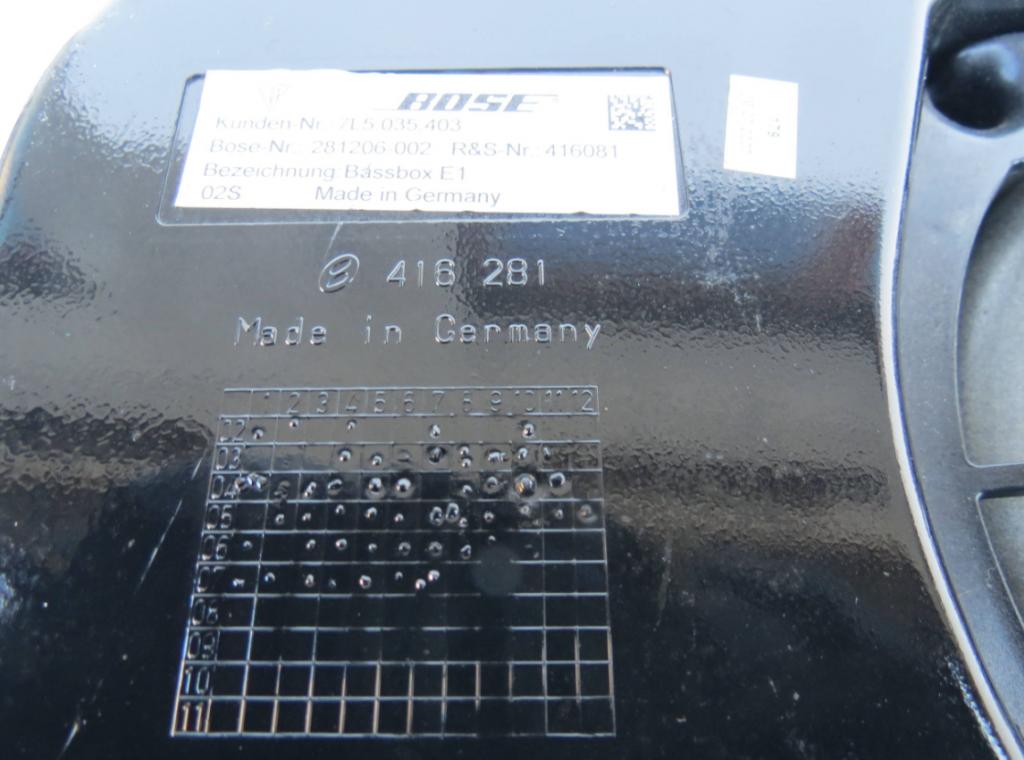 BOSE
Kunden-Nr.: 7L5.035.403
Bose-Nr.: 281206-002 R&S-Nr.: 416081
Bezeichnung: Bassbox E1
02S Made in Germany
179
416 281
Made in Germany
1 2 3 4 5 6 7 8 9 10 11 12
02
03
04
05
06
07
08
09
10
11